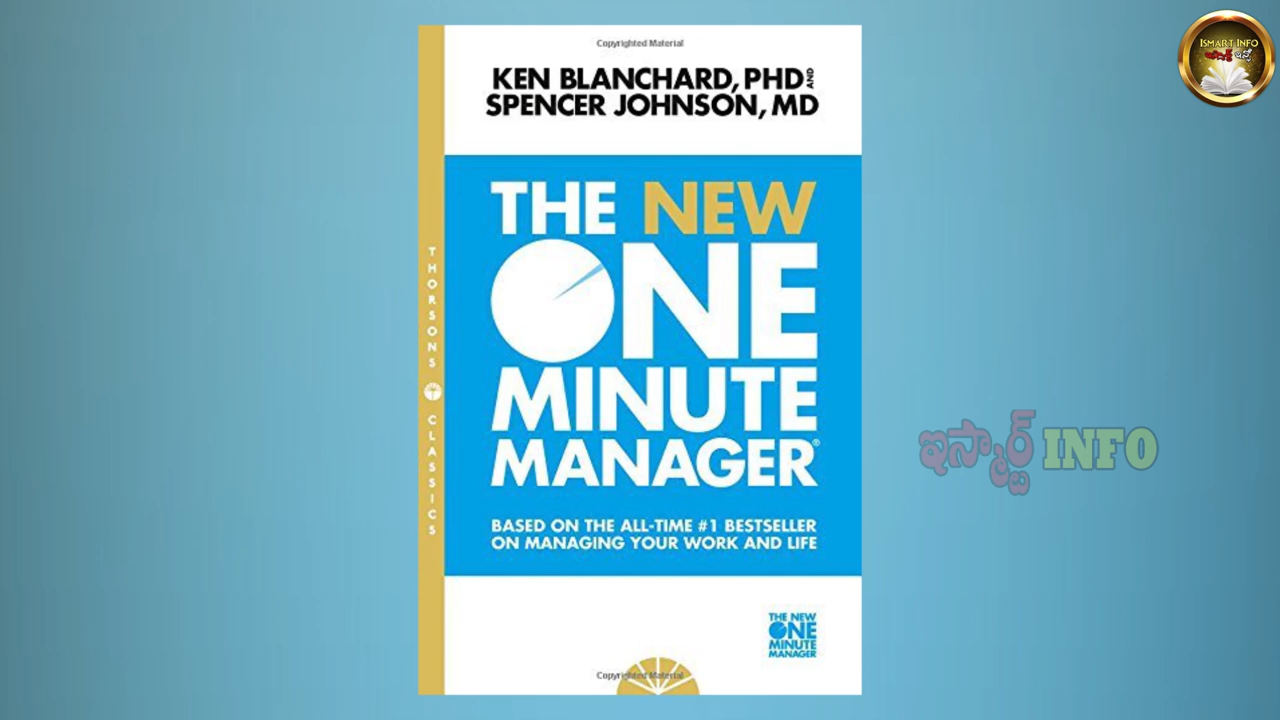 Copyrighted Material
KEN BLANCHARD, PHD AND
SPENCER JOHNSON, MD
THE NEW
ONE
MINUTE
MANAGER®
BASED ON THE ALL-TIME #1 BESTSELLER
ON MANAGING YOUR WORK AND LIFE
THORSONS CLASSICS
THE NEW
ONE
MINUTE
MANAGER
Copyrighted Material
ISMART INFO
ఇస్మార్ట్ INFO